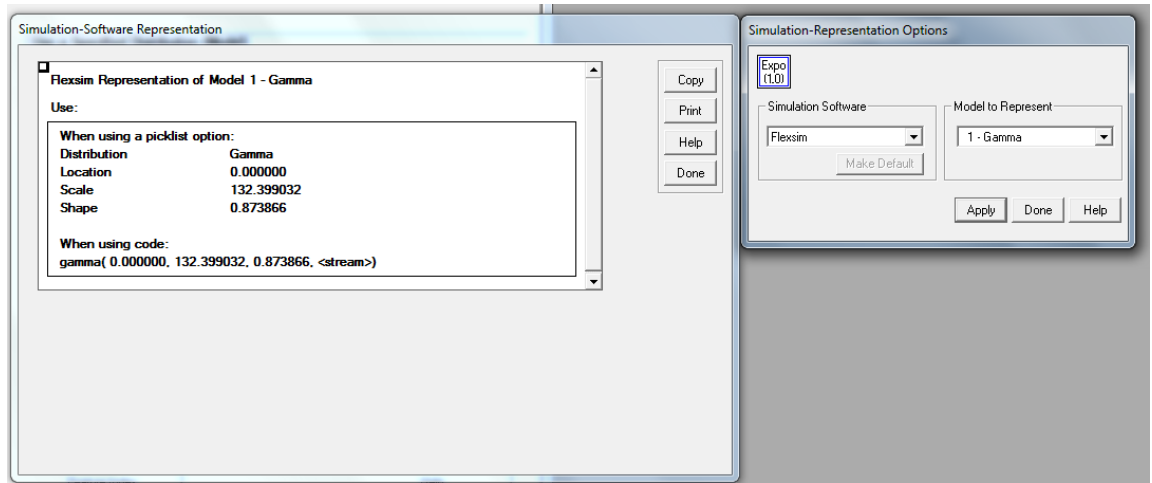 Simulation-Software Representation
Flexsim Representation of Model 1 - Gamma
Use:
When using a picklist option:
Distribution Gamma
Location 0.000000
Scale 132.399032
Shape 0.873866
When using code:
gamma( 0.000000, 132.399032, 0.873866, <stream>)
Copy
Print
Help
Done
Simulation-Representation Options
Expo
(1.0)
Simulation Software
Flexsim
Make Default
Model to Represent
1 - Gamma
Apply Done Help